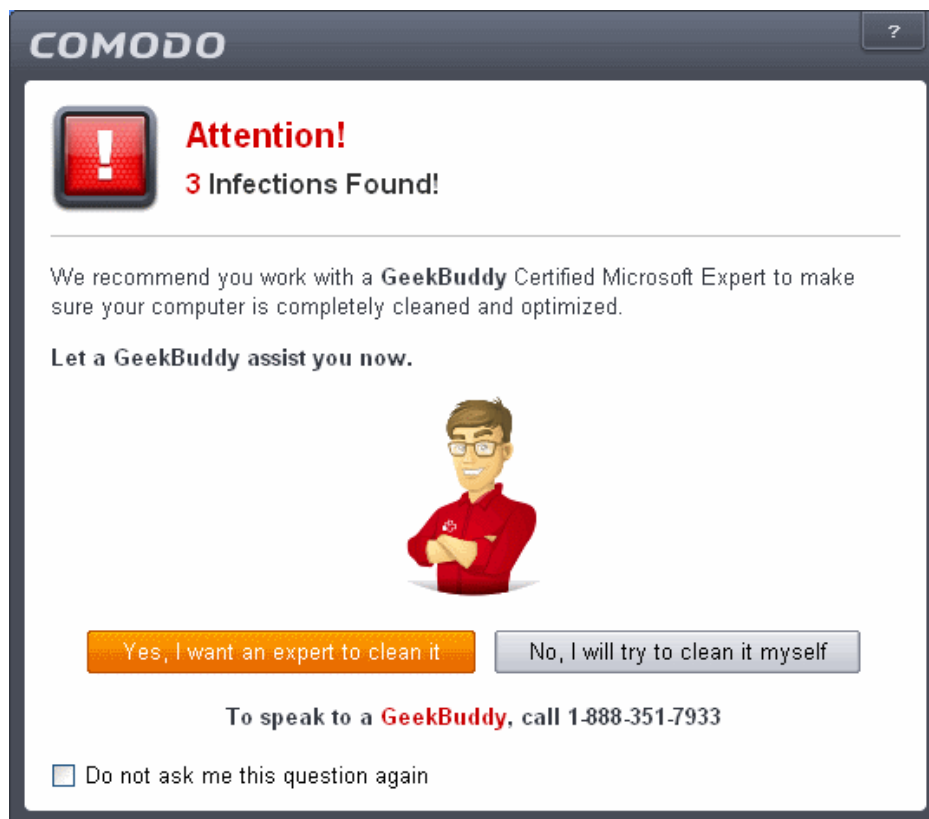 COMODO
?
!
Attention!
3 Infections Found!
We recommend you work with a GeekBuddy Certified Microsoft Expert to make
sure your computer is completely cleaned and optimized.
Let a GeekBuddy assist you now.
Yes, I want an expert to clean it
No, I will try to clean it myself
To speak to a GeekBuddy, call 1-888-351-7933
Do not ask me this question again